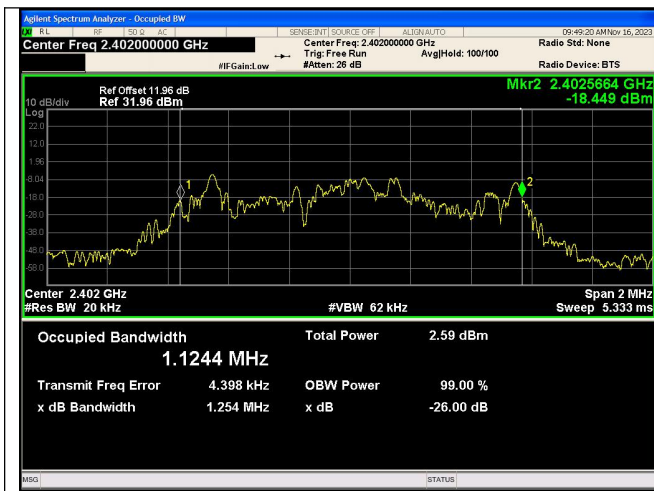 Agilent Spectrum Analyzer - Occupied BW
RL RF 50 Ω AC SENSE:INT SOURCE OFF ALIGN AUTO 09:49:20 AM Nov 16, 2023
Center Freq 2.402000000 GHz Center Freq: 2.402000000 GHz Radio Std: None
Trig: Free Run Avg|Hold: 100/100
#IFGain:Low #Atten: 26 dB Radio Device: BTS
Ref Offset 11.96 dB Mkr2 2.4025664 GHz
10 dB/div Ref 31.96 dBm -18.449 dBm
Log
22.0
12.0
1.96
-8.04
1 2
-18.0
-28.0
-38.0
-48.0
-58.0
Center 2.402 GHz Span 2 MHz
#Res BW 20 kHz #VBW 62 kHz Sweep 5.333 ms
Occupied Bandwidth Total Power 2.59 dBm
1.1244 MHz
Transmit Freq Error 4.398 kHz OBW Power 99.00 %
x dB Bandwidth 1.254 MHz x dB -26.00 dB
MSG STATUS